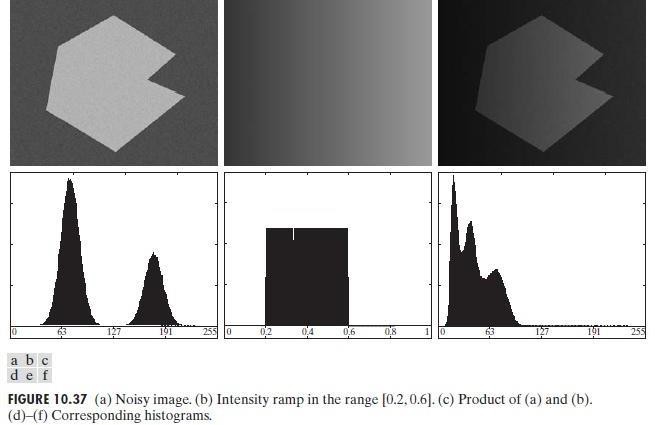 0 63 127 191 255
0 0.2 0.4 0.6 0.8 1
0 63 127 191 255
a b c
d e f
FIGURE 10.37 (a) Noisy image. (b) Intensity ramp in the range [0.2, 0.6]. (c) Product of (a) and (b).
(d)–(f) Corresponding histograms.